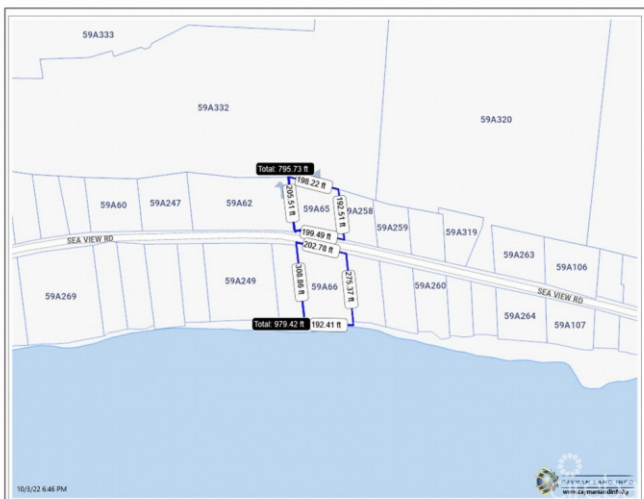 59A333
59A332
59A320
Total: 795.73 ft
198.22 ft
59A60
59A247
59A62
205.51 ft
59A65
192.51 ft
59A258
59A259
59A319
59A263
59A106
SEA VIEW RD
199.49 ft
202.78 ft
59A269
59A249
308.86 ft
59A66
275.37 ft
59A260
SEA VIEW RD
59A264
59A107
Total: 979.42 ft
192.41 ft
10/3/22 6:46 PM
CAYMAN LAND INFO